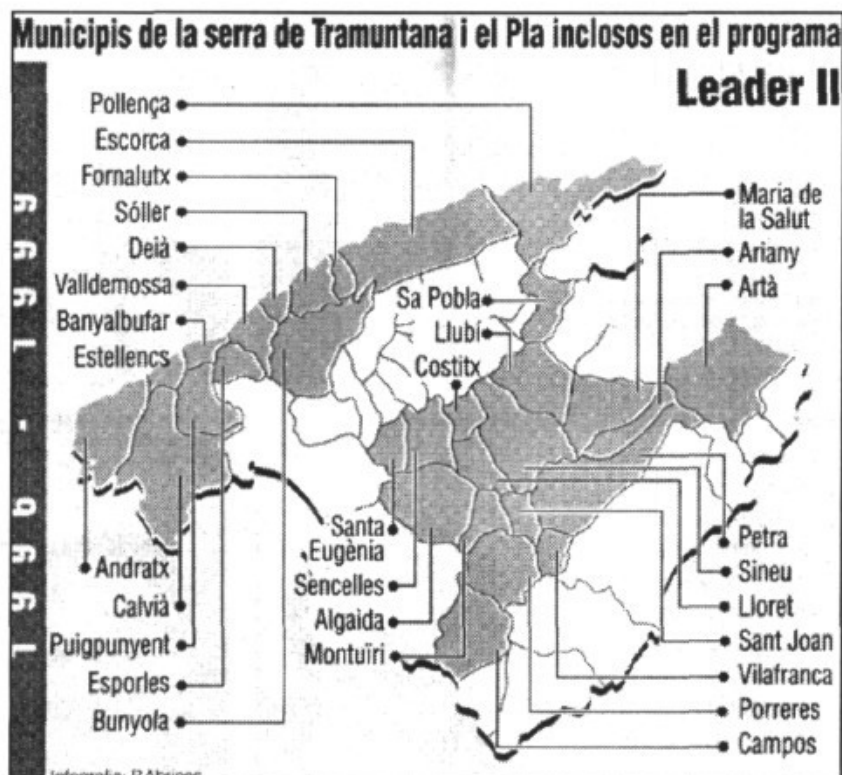 Municipis de la serra de Tramuntana i el Pla inclosos en el programa
Leader II
1996-1999
Pollença
Escorca
Fornalutx
Sóller
Deià
Valldemossa
Banyalbufar
Estellencs
Sa Pobla
Llubí
Costitx
Maria de
la Salut
Ariany
Artà
Andratx
Calvià
Puigpunyent
Esporles
Bunyola
Santa
Eugènia
Sencelles
Algaida
Montuïri
Petra
Sineu
Lloret
Sant Joan
Vilafranca
Porreres
Campos